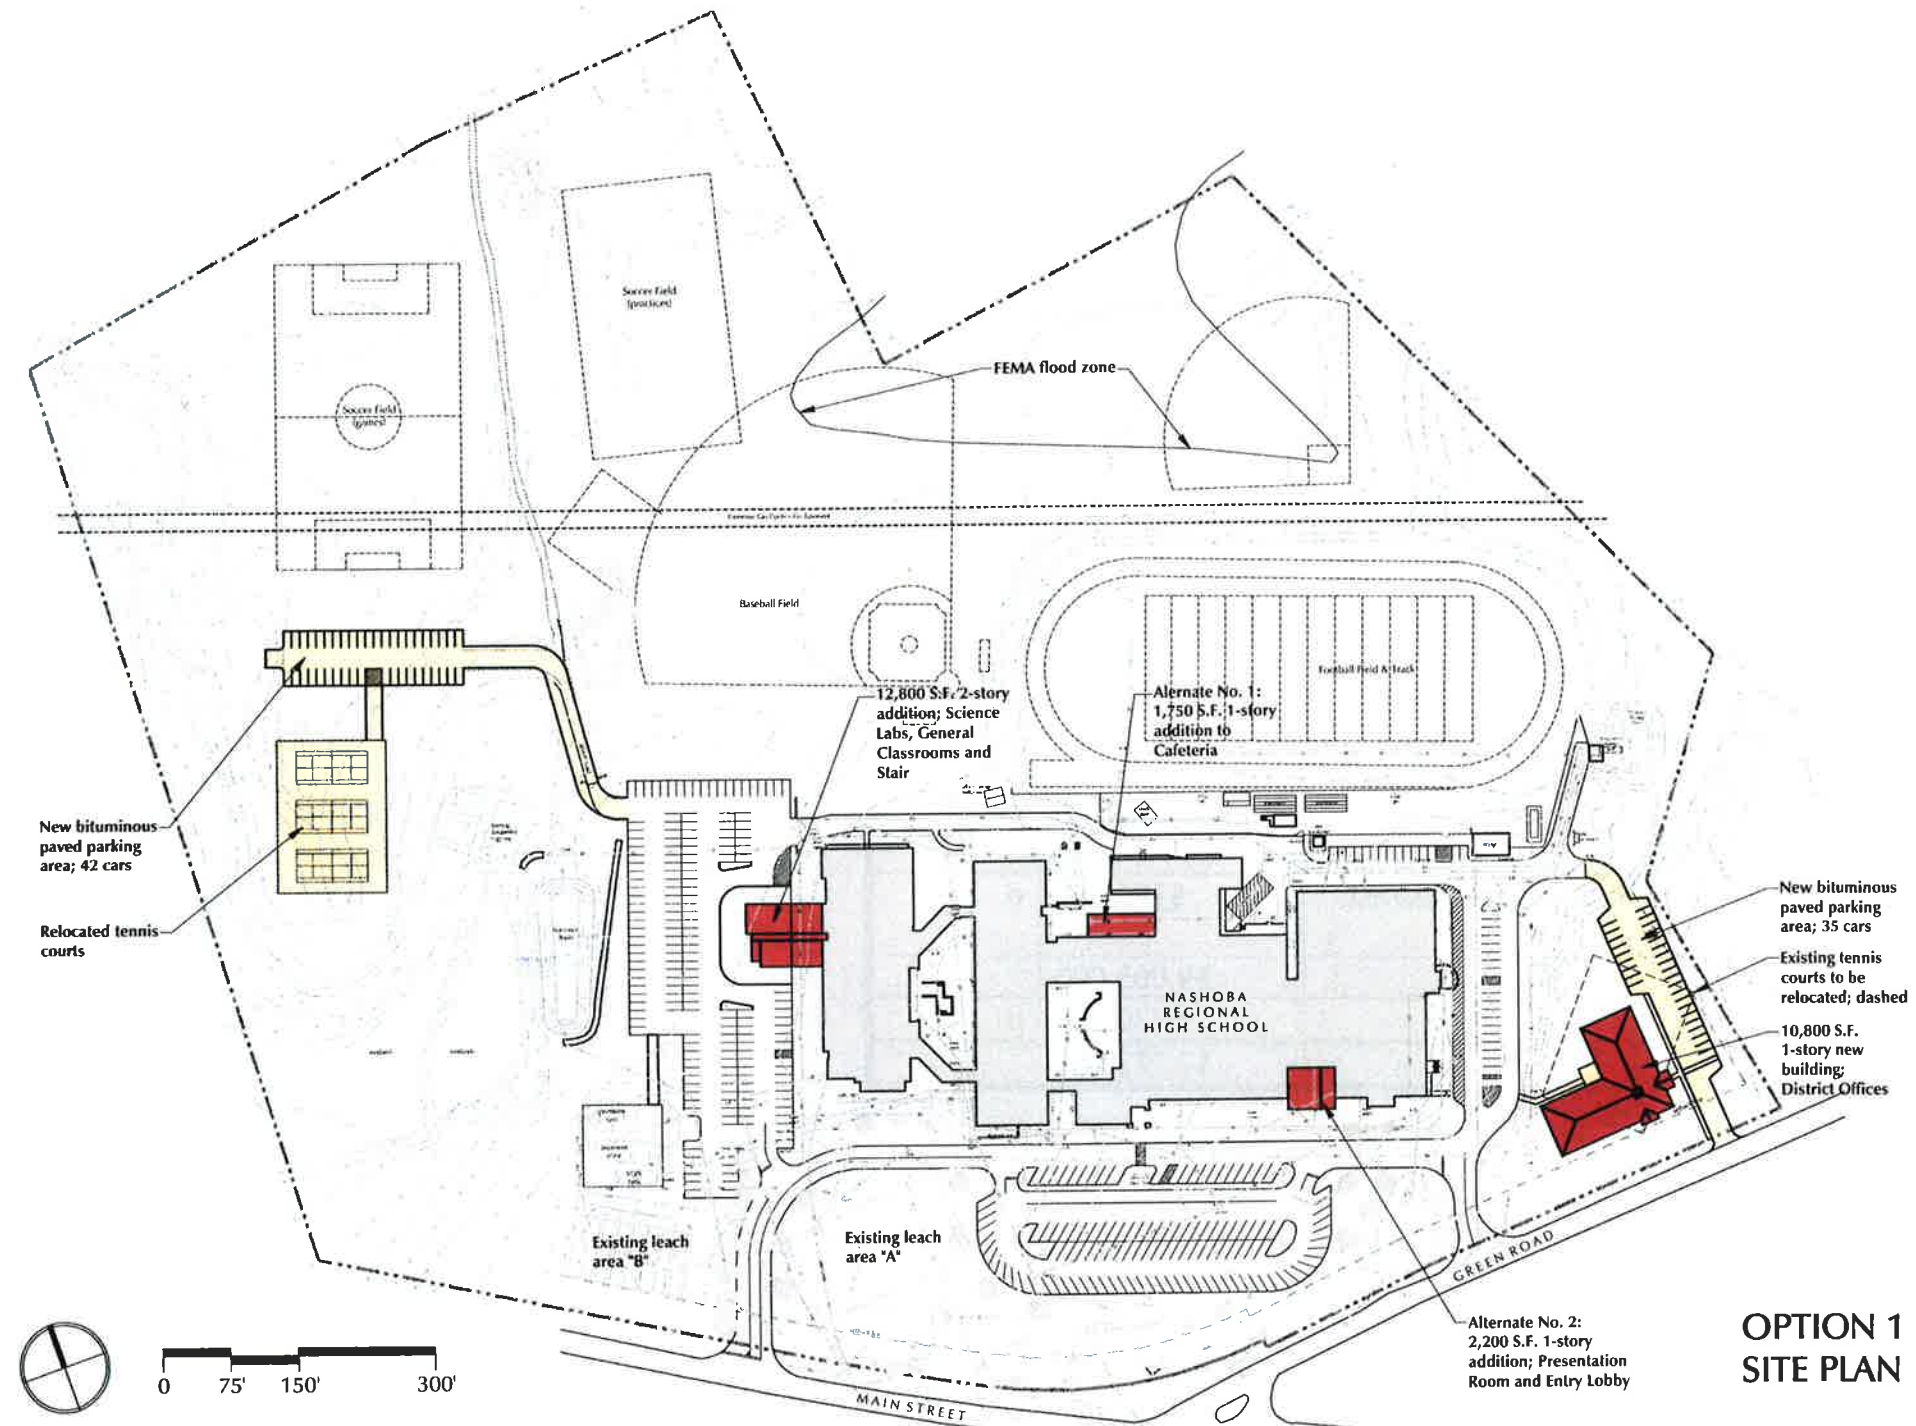 Soccer Field
(practices)
FEMA flood zone
Soccer Field
(games)
Baseball Field
Football Field & Track
12,800 S.F. 2-story
addition; Science
Labs, General
Classrooms and
Stair
Alernate No. 1:
1,750 S.F. 1-story
addition to
Cafeteria
New bituminous
paved parking
area; 42 cars
Relocated tennis
courts
New bituminous
paved parking
area; 35 cars
Existing tennis
courts to be
relocated; dashed
10,800 S.F.
1-story new
building;
District Offices
NASHOBA
REGIONAL
HIGH SCHOOL
Existing leach
area "B"
Existing leach
area "A"
GREEN ROAD
MAIN STREET
Alternate No. 2:
2,200 S.F. 1-story
addition; Presentation
Room and Entry Lobby
0 75' 150' 300'
OPTION 1
SITE PLAN